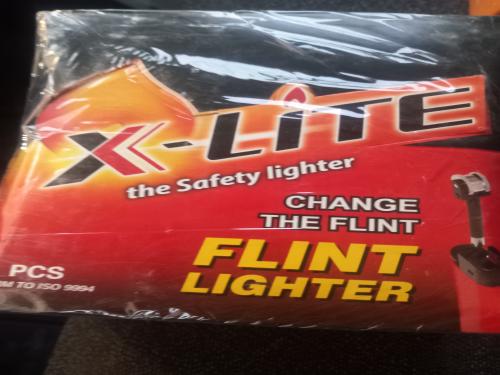 X-LiTE
the Safety lighter
CHANGE
THE FLINT
FLINT
LIGHTER
PCS
TO ISO 9994